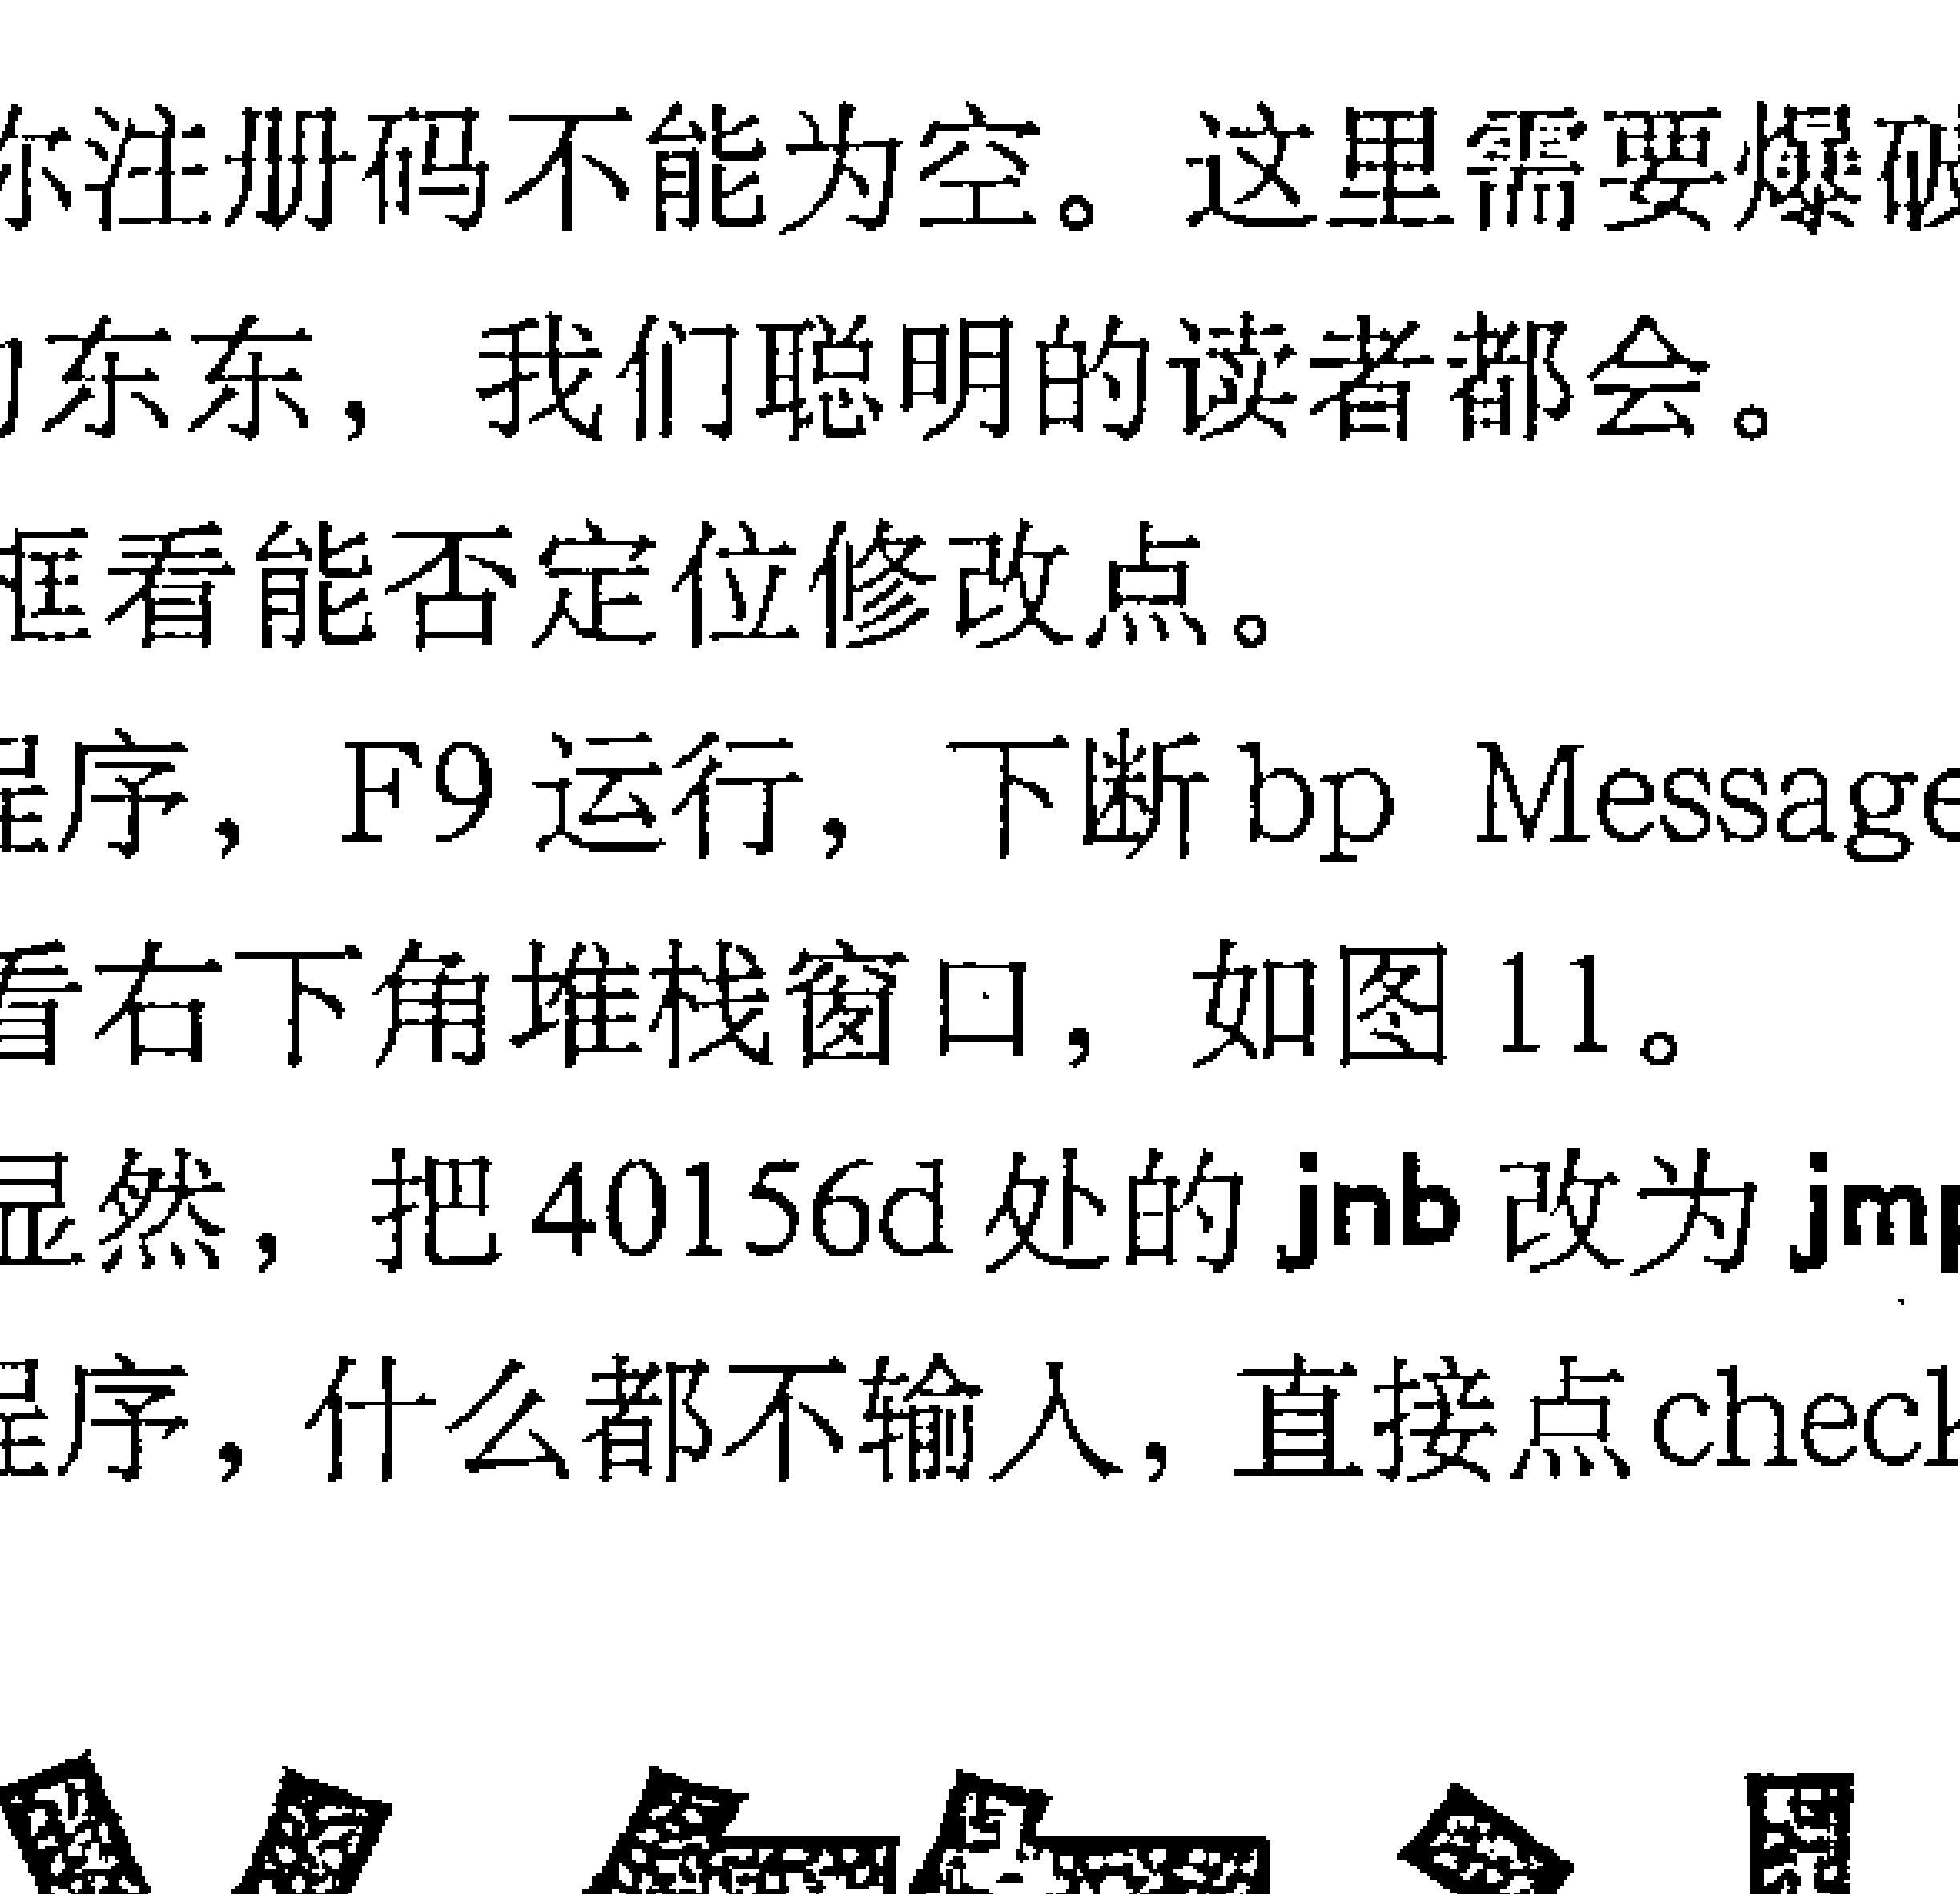 你注册码不能为空。这里需要爆破
的东东，我们聪明的读者都会。
框看能否定位修改点。
程序，F9运行，下断bp Message
看右下角堆栈窗口，如图11。
显然，把40156d处的jnb改为jmp
程序，什么都不输入，直接点check